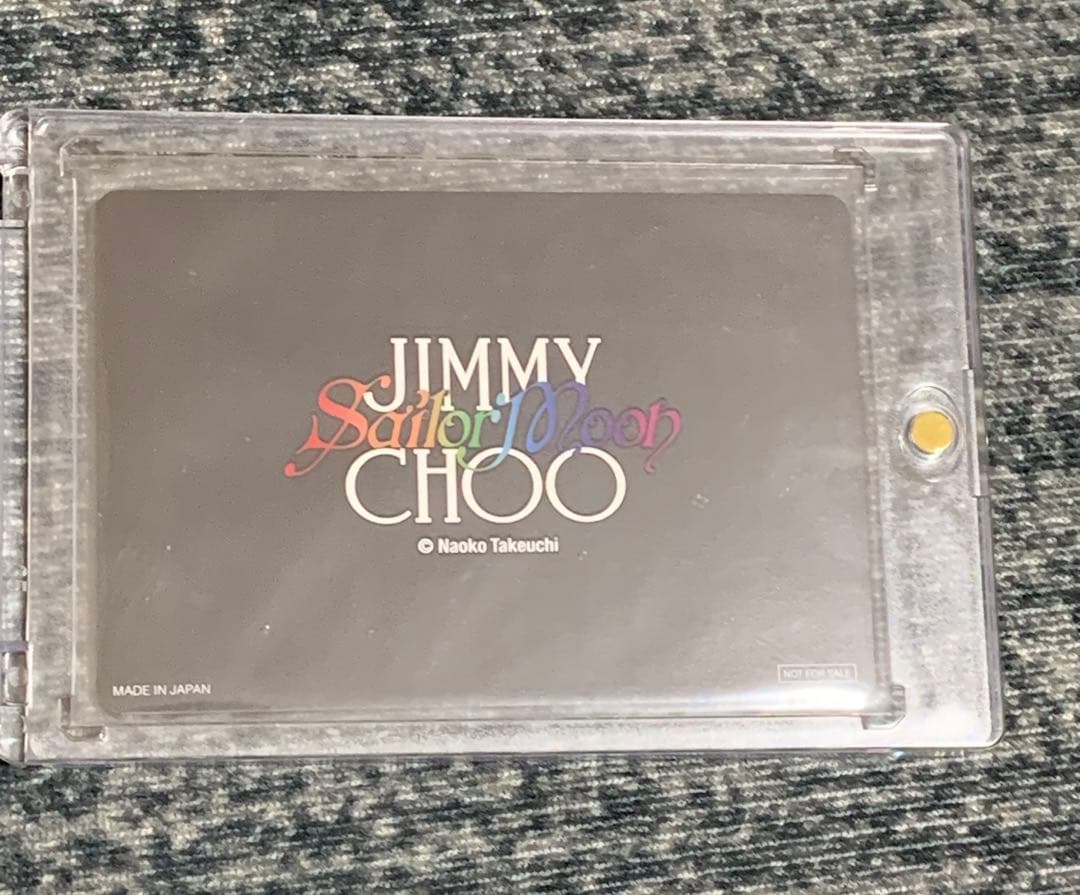 JIMMY
Sailor Moon
CHOO
© Naoko Takeuchi
MADE IN JAPAN
NOT FOR SALE